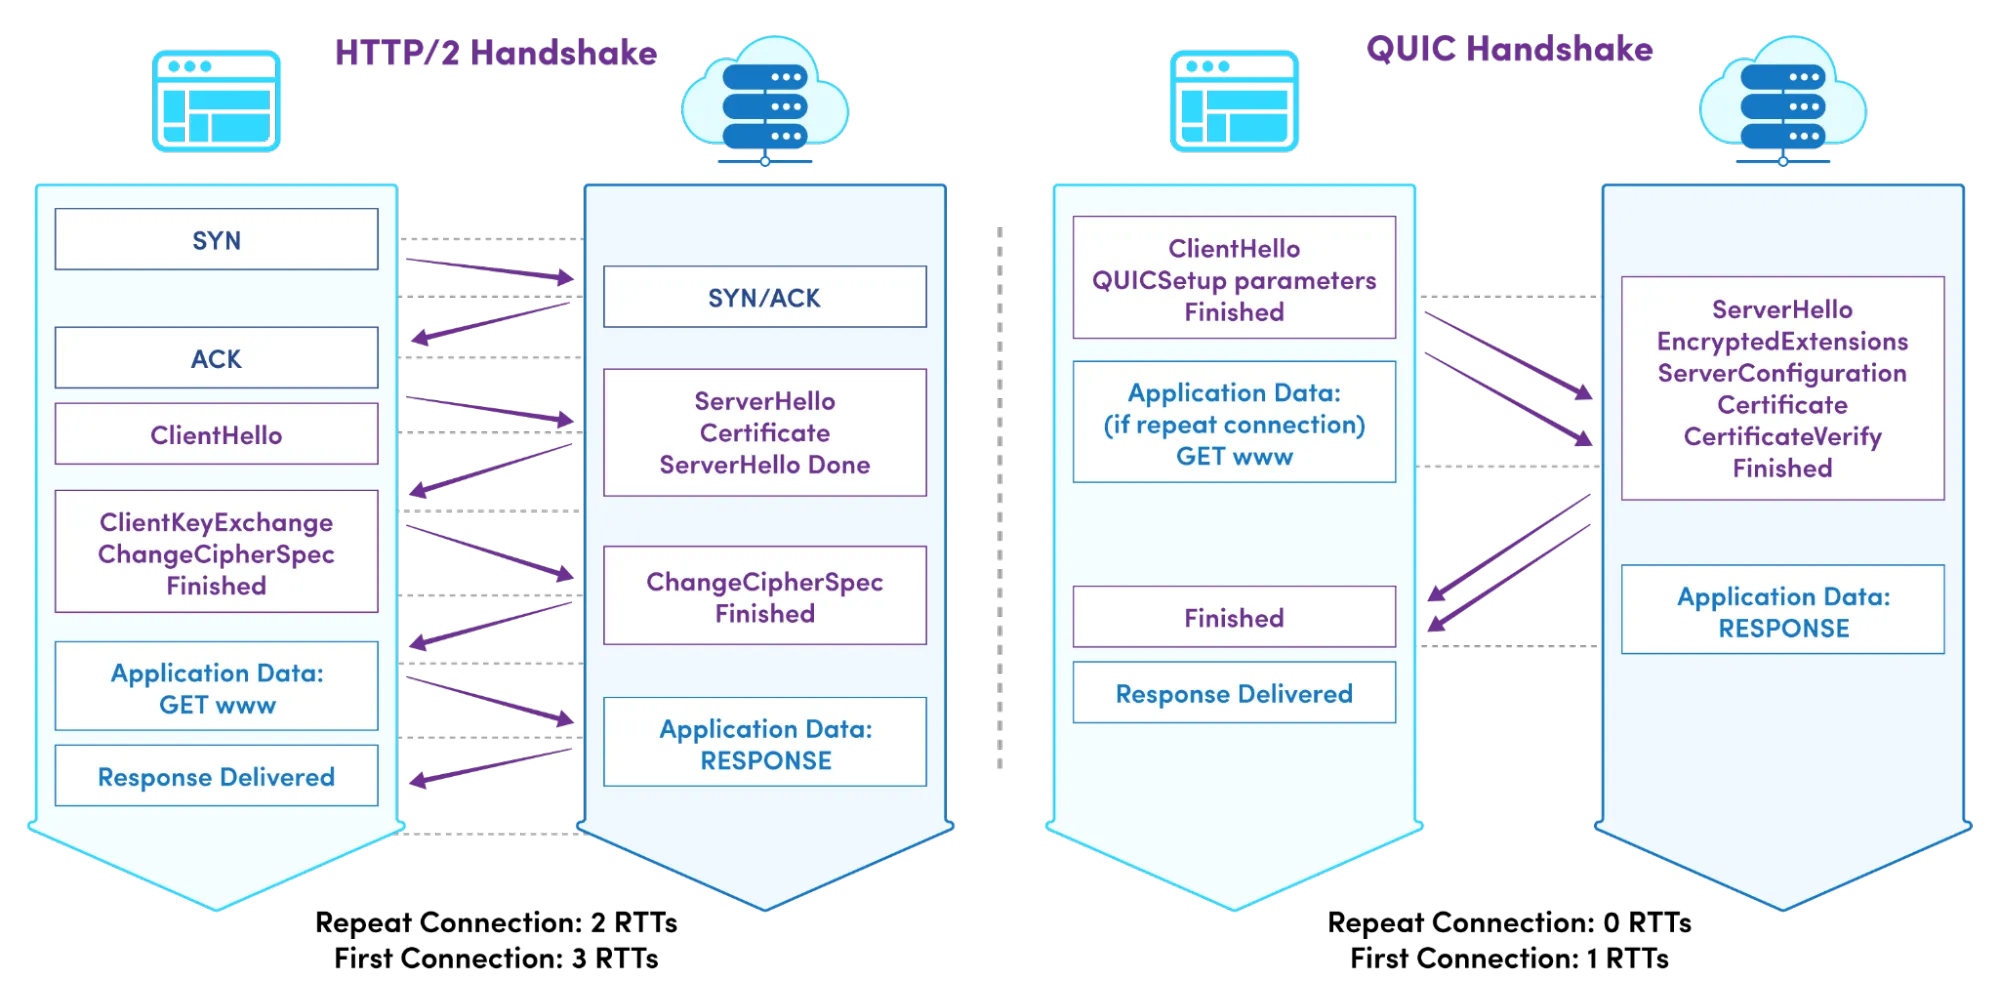 HTTP/2 Handshake
SYN
SYN/ACK
ACK
ClientHello
ServerHello
Certificate
ServerHello Done
ClientKeyExchange
ChangeCipherSpec
Finished
ChangeCipherSpec
Finished
Application Data:
GET www
Application Data:
RESPONSE
Response Delivered
Repeat Connection: 2 RTTs
First Connection: 3 RTTs
QUIC Handshake
ClientHello
QUICSetup parameters
Finished
Application Data:
(if repeat connection)
GET www
ServerHello
EncryptedExtensions
ServerConfiguration
Certificate
CertificateVerify
Finished
Application Data:
RESPONSE
Finished
Response Delivered
Repeat Connection: 0 RTTs
First Connection: 1 RTTs